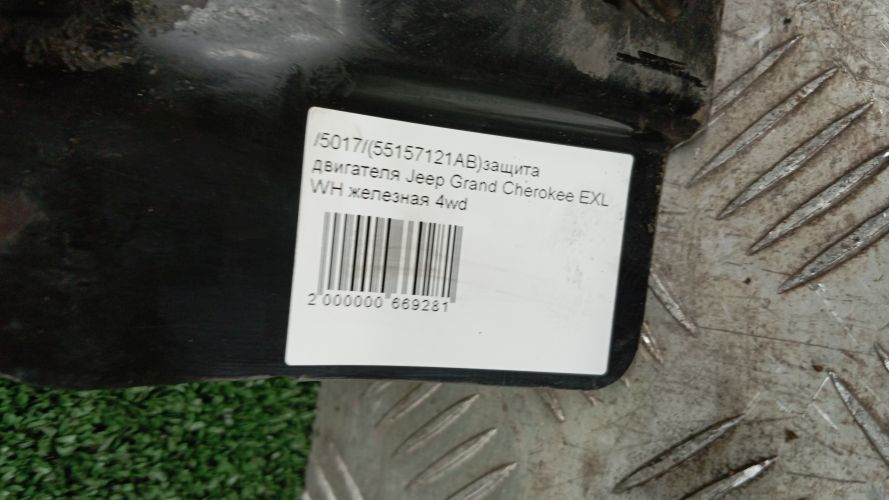 /5017/(55157121AB)защита
двигателя Jeep Grand Cherokee EXL
WH железная 4wd
2 000000 669281